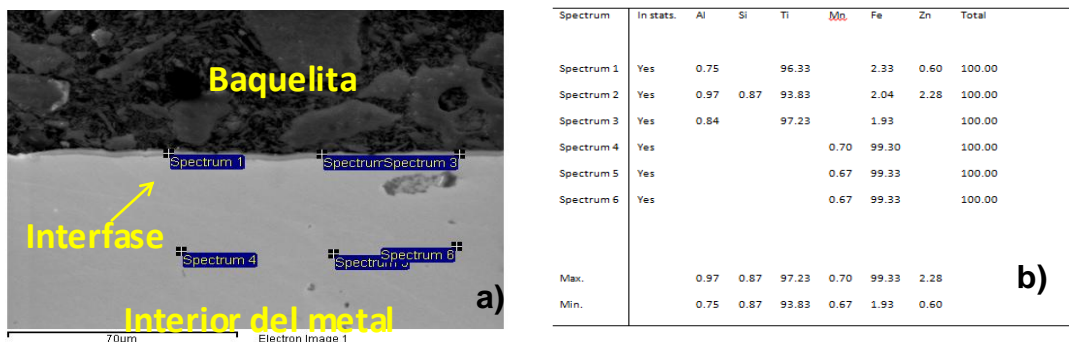 Baquelita
Spectrum 1
Spectrum Spectrum 3
Interfase
Spectrum 4
Spectrum 6
a)
Interior del metal
70um Electron Image 1
Spectrum In stats. Al Si Ti Mn Fe Zn Total
Spectrum 1 Yes 0.75 96.33 2.33 0.60 100.00
Spectrum 2 Yes 0.97 0.87 93.83 2.04 2.28 100.00
Spectrum 3 Yes 0.84 97.23 1.93 100.00
Spectrum 4 Yes 0.70 99.30 100.00
Spectrum 5 Yes 0.67 99.33 100.00
Spectrum 6 Yes 0.67 99.33 100.00
Max. 0.97 0.87 97.23 0.70 99.33 2.28
b)
Min. 0.75 0.87 93.83 0.67 1.93 0.60